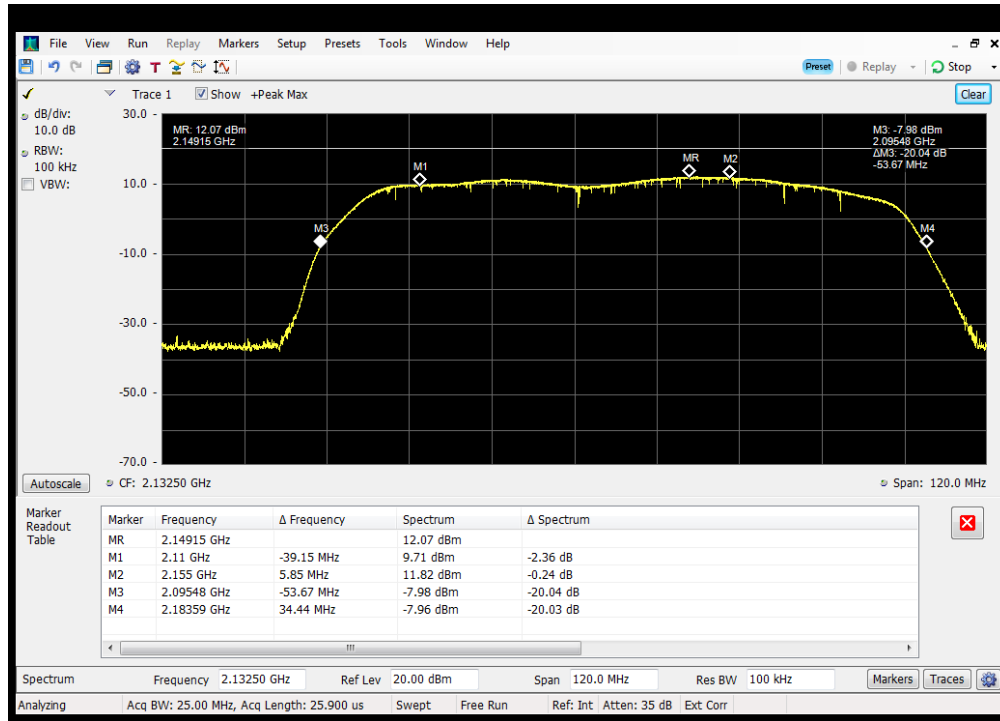 File View Run Replay Markers Setup Presets Tools Window Help
Preset Replay Stop
Trace 1 Show +Peak Max Clear
dB/div:
10.0 dB
RBW:
100 kHz
VBW:
30.0 -
10.0 -
-10.0 -
-30.0 -
-50.0 -
-70.0 -
MR: 12.07 dBm
2.14915 GHz
M3: -7.98 dBm
2.09548 GHz
ΔM3: -20.04 dB
-53.67 MHz
M1
MR
M2
M3
M4
Autoscale CF: 2.13250 GHz Span: 120.0 MHz
Marker
Readout
Table
Marker Frequency Δ Frequency Spectrum Δ Spectrum
MR 2.14915 GHz 12.07 dBm
M1 2.11 GHz -39.15 MHz 9.71 dBm -2.36 dB
M2 2.155 GHz 5.85 MHz 11.82 dBm -0.24 dB
M3 2.09548 GHz -53.67 MHz -7.98 dBm -20.04 dB
M4 2.18359 GHz 34.44 MHz -7.96 dBm -20.03 dB
Spectrum Frequency 2.13250 GHz Ref Lev 20.00 dBm Span 120.0 MHz Res BW 100 kHz Markers Traces
Analyzing Acq BW: 25.00 MHz, Acq Length: 25.900 us Swept Free Run Ref: Int Atten: 35 dB Ext Corr